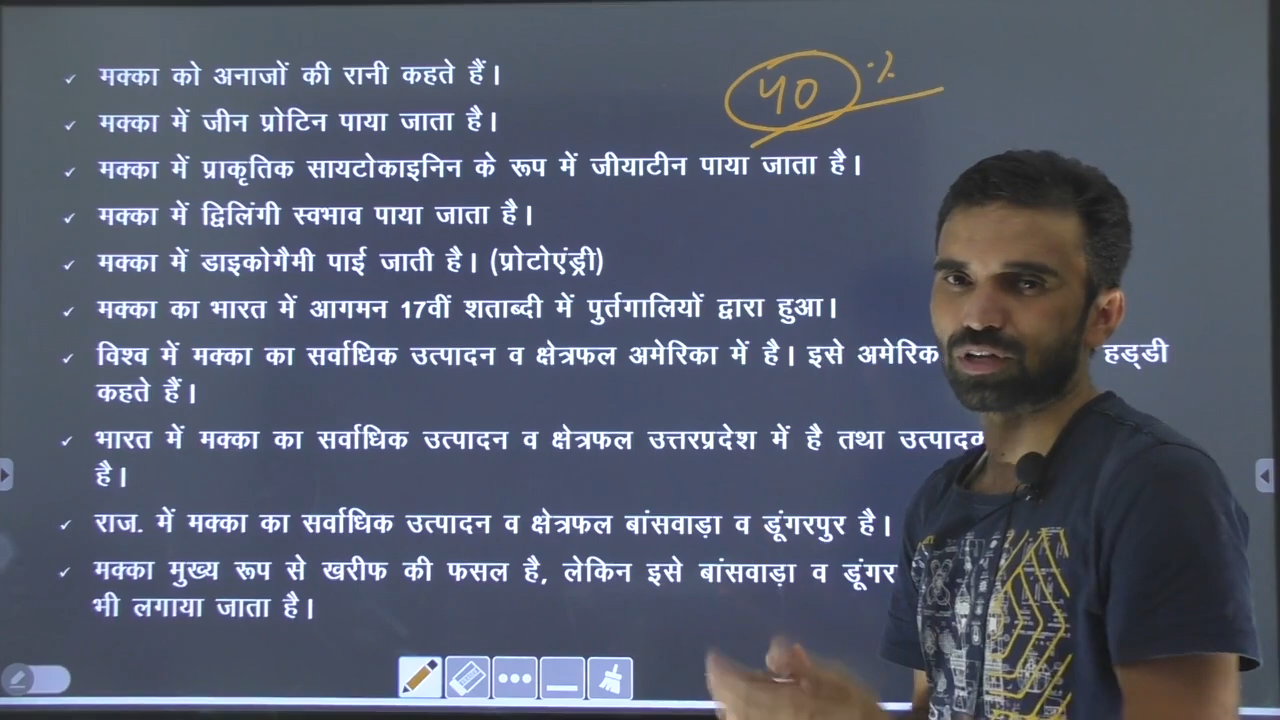 मक्का को अनाजों की रानी कहते हैं।
40 %
मक्का में जीन प्रोटिन पाया जाता है।
मक्का में प्राकृतिक सायटोकाइनिन के रूप में जीयाटीन पाया जाता है।
मक्का में द्विलिंगी स्वभाव पाया जाता है।
मक्का में डाइकोगैमी पाई जाती है। (प्रोटोएंड्री)
मक्का का भारत में आगमन 17वीं शताब्दी में पुर्तगालियों द्वारा हुआ।
विश्व में मक्का का सर्वाधिक उत्पादन व क्षेत्रफल अमेरिका में है। इसे हड्डी
कहते हैं।
भारत में मक्का का सर्वाधिक उत्पादन व क्षेत्रफल उत्तरप्रदेश में है तथा
है।
राज. में मक्का का सर्वाधिक उत्पादन व क्षेत्रफल बांसवाड़ा व डूंगरपुर है।
मक्का मुख्य रूप से खरीफ की फसल है, लेकिन इसे बांसवाड़ा व डूंगर
भी लगाया जाता है।